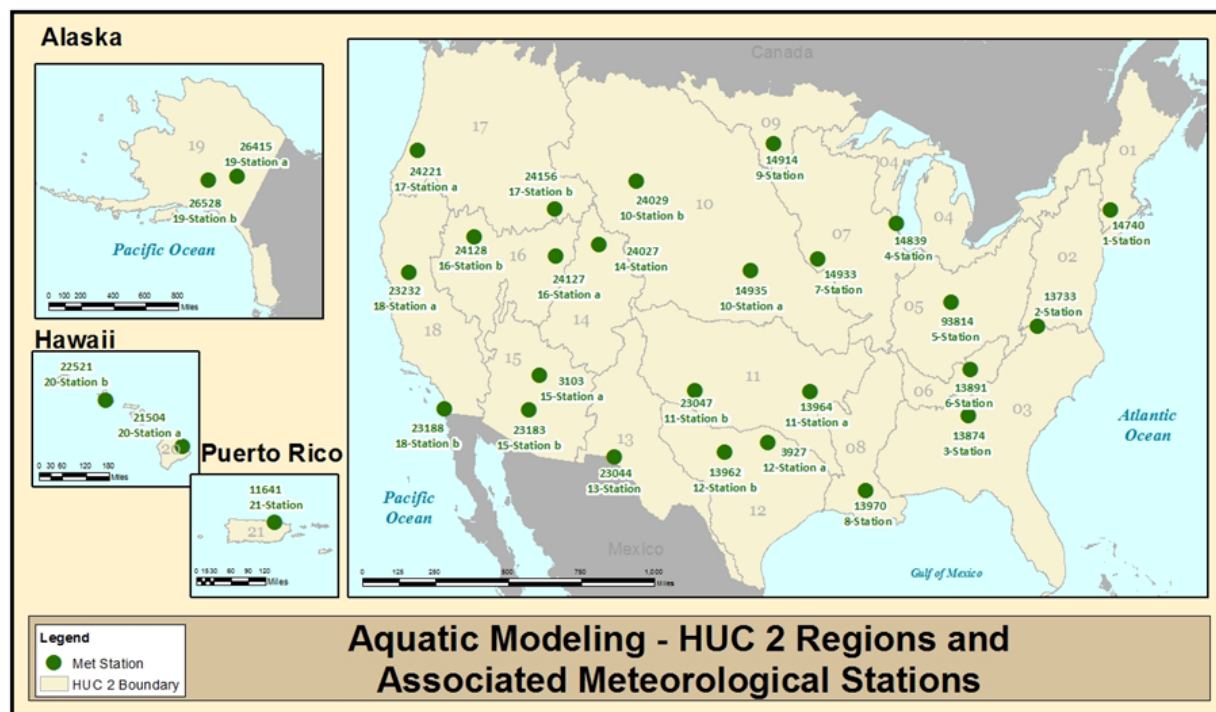 Alaska
19
26415
19-Station a
26528
19-Station b
Pacific Ocean
0 100 200 400 600 800
Miles
Hawaii
22521
20-Station b
21504
20-Station a
20
0 30 60 120 180
Miles
Puerto Rico
11641
21-Station
21
0 15 30 60 90 120
Miles
Canada
17
09
04
01
24221
17-Station a
24156
17-Station b
24029
10-Station b
10
14914
9-Station
04
14740
1-Station
24128
16-Station b
16
24127
16-Station a
24027
14-Station
07
14839
4-Station
02
23232
18-Station a
14935
10-Station a
14933
7-Station
05
93814
5-Station
13733
2-Station
18
14
15
3103
15-Station a
11
23047
11-Station b
13964
11-Station a
06
13891
6-Station
03
23188
18-Station b
23183
15-Station b
13
23044
13-Station
13962
12-Station b
3927
12-Station a
08
13874
3-Station
Atlantic
Ocean
Pacific
Ocean
12
13970
8-Station
Mexico
Gulf of Mexico
0 125 250 500 750 1,000
Miles
Legend
Met Station
HUC 2 Boundary
Aquatic Modeling - HUC 2 Regions and
Associated Meteorological Stations